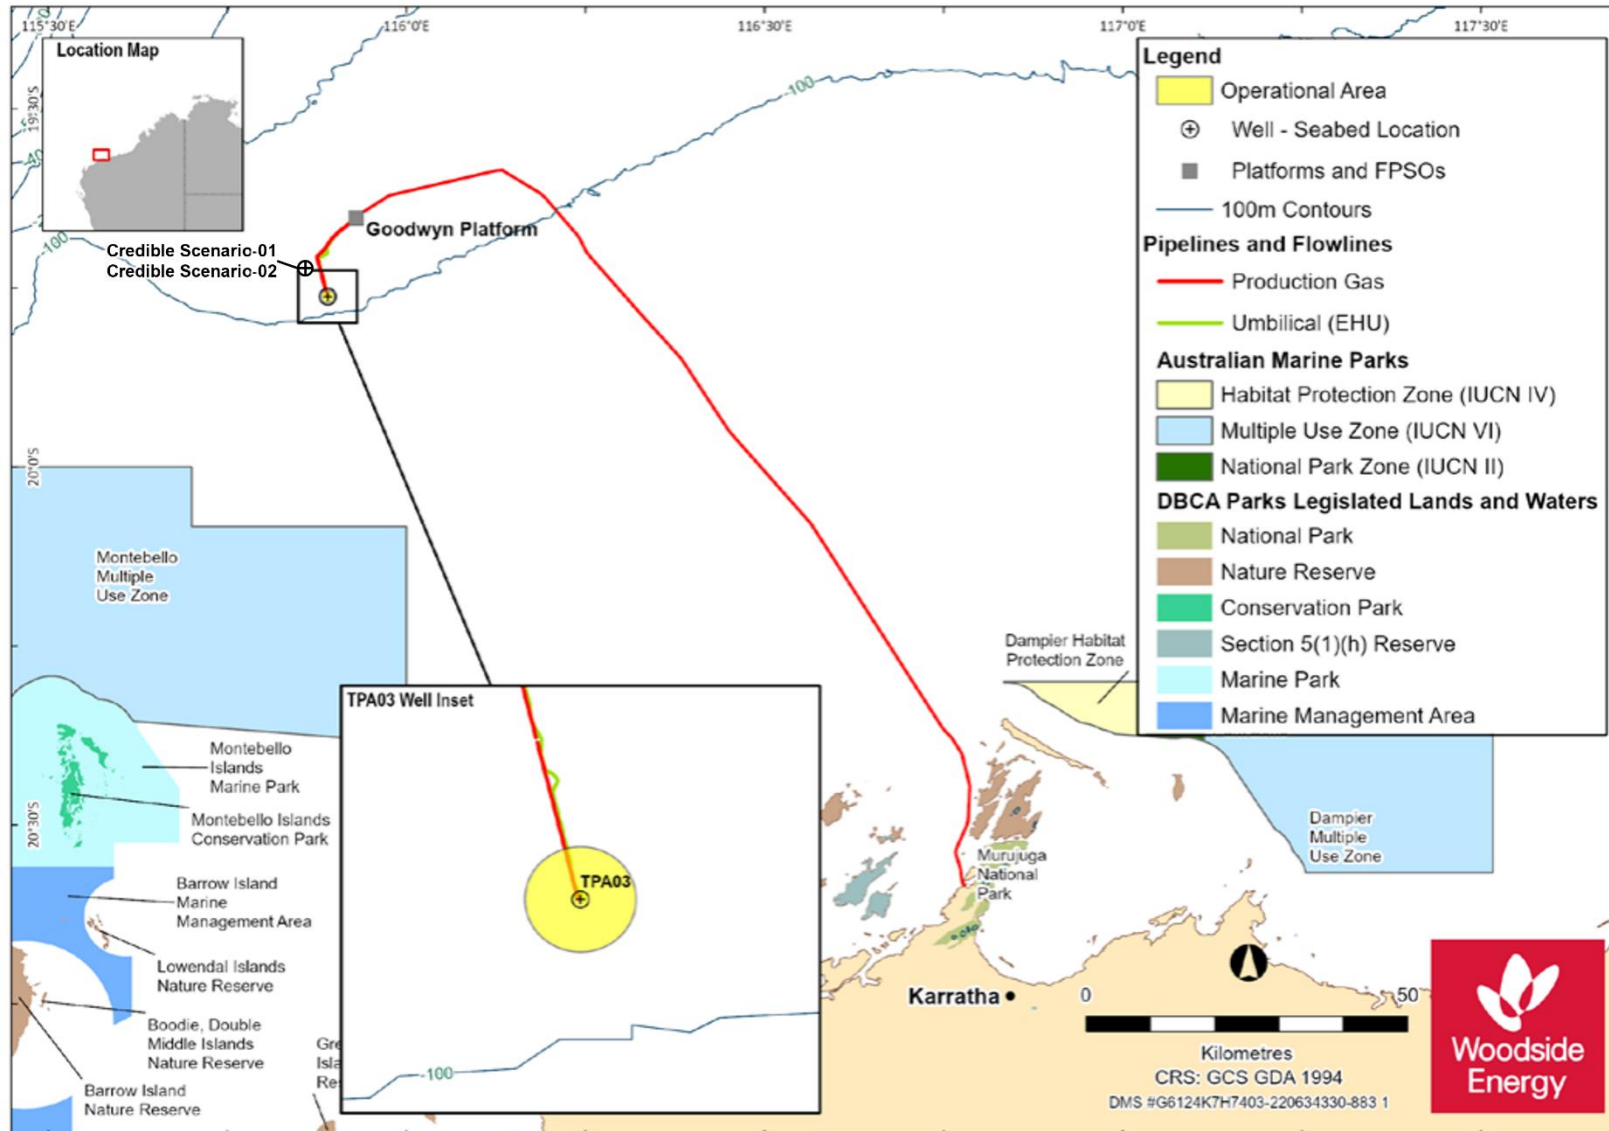 115°30'E
116°0'E
116°30'E
117°0'E
117°30'E
Location Map
19°30'S
-40
-100
-100
Goodwyn Platform
Credible Scenario-01
Credible Scenario-02
Legend
Operational Area
Well - Seabed Location
Platforms and FPSOs
100m Contours
Pipelines and Flowlines
Production Gas
Umbilical (EHU)
Australian Marine Parks
Habitat Protection Zone (IUCN IV)
Multiple Use Zone (IUCN VI)
National Park Zone (IUCN II)
DBCA Parks Legislated Lands and Waters
National Park
Nature Reserve
Conservation Park
Section 5(1)(h) Reserve
Marine Park
Marine Management Area
20°0'S
Montebello
Multiple
Use Zone
Dampier Habitat
Protection Zone
TPA03 Well Inset
TPA03
-100
Montebello
Islands
Marine Park
Montebello Islands
Conservation Park
20°30'S
Barrow Island
Marine
Management Area
Lowendal Islands
Nature Reserve
Boodie, Double
Middle Islands
Nature Reserve
Barrow Island
Nature Reserve
Gre
Isla
Re
Murujuga
National
Park
Dampier
Multiple
Use Zone
Karratha
0
50
Kilometres
CRS: GCS GDA 1994
DMS #G6124K7H7403-220634330-883 1
Woodside
Energy